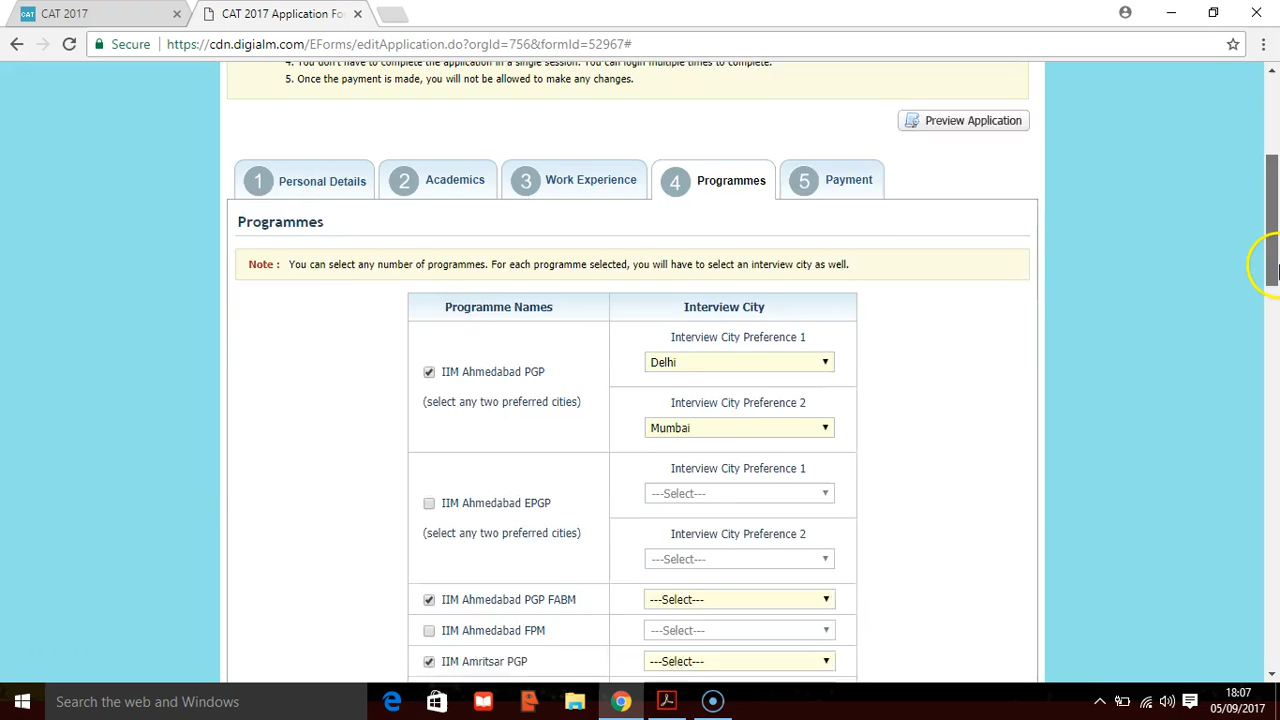 CAT CAT 2017
CAT 2017 Application Fo
Secure https://cdn.digialm.com/EForms/editApplication.do?orgId=756&formId=52967#
4. You don't have to complete the application in a single session. You can login multiple times to complete.
5. Once the payment is made, you will not be allowed to make any changes.
Preview Application
1 Personal Details
2 Academics
3 Work Experience
4 Programmes
5 Payment
Programmes
Note : You can select any number of programmes. For each programme selected, you will have to select an interview city as well.
Programme Names
Interview City
IIM Ahmedabad PGP
(select any two preferred cities)
Interview City Preference 1
Delhi
Interview City Preference 2
Mumbai
IIM Ahmedabad EPGP
(select any two preferred cities)
Interview City Preference 1
---Select---
Interview City Preference 2
---Select---
IIM Ahmedabad PGP FABM
---Select---
IIM Ahmedabad FPM
---Select---
IIM Amritsar PGP
---Select---
Search the web and Windows
18:07
05/09/2017